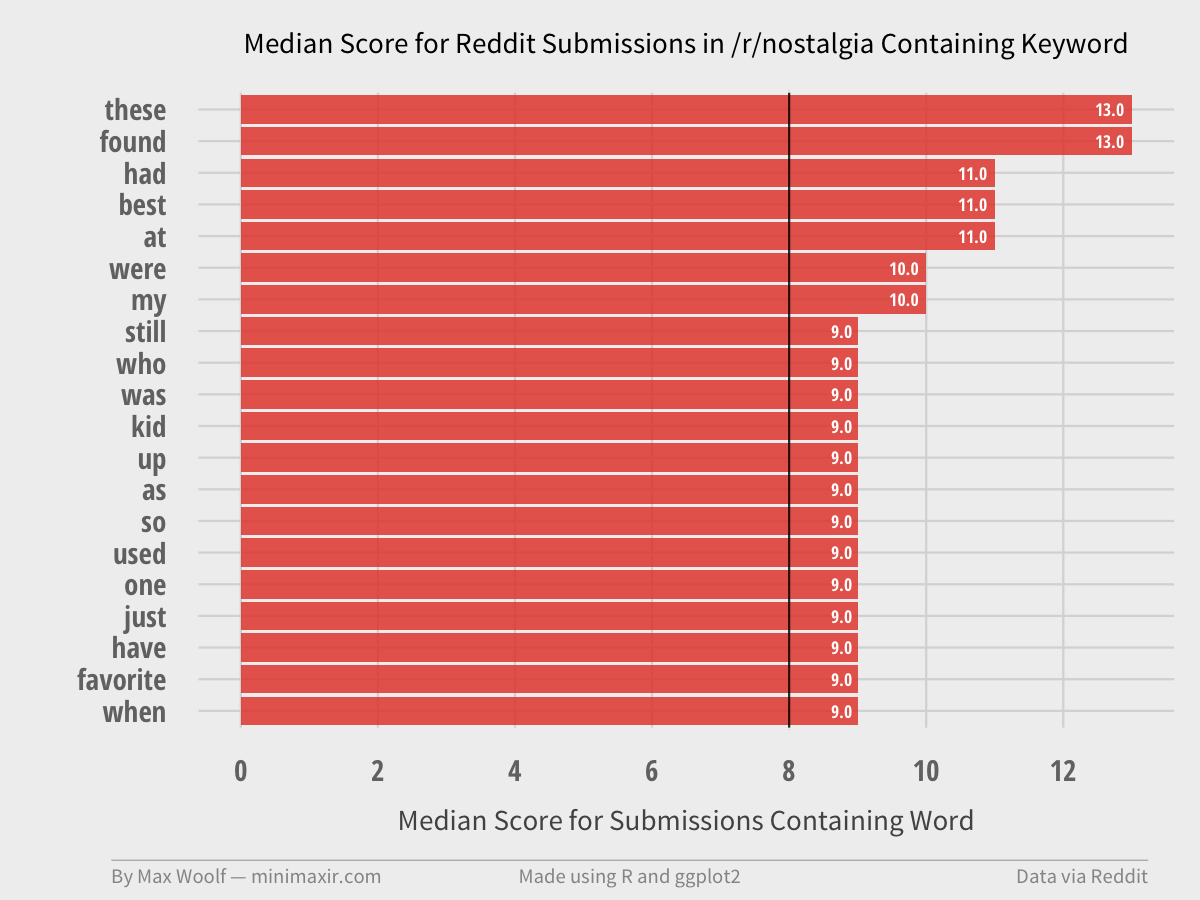 Median Score for Reddit Submissions in /r/nostalgia Containing Keyword
these 13.0
found 13.0
had 11.0
best 11.0
at 11.0
were 10.0
my 10.0
still 9.0
who 9.0
was 9.0
kid 9.0
up 9.0
as 9.0
so 9.0
used 9.0
one 9.0
just 9.0
have 9.0
favorite 9.0
when 9.0
0 2 4 6 8 10 12
Median Score for Submissions Containing Word
By Max Woolf — minimaxir.com Made using R and ggplot2 Data via Reddit